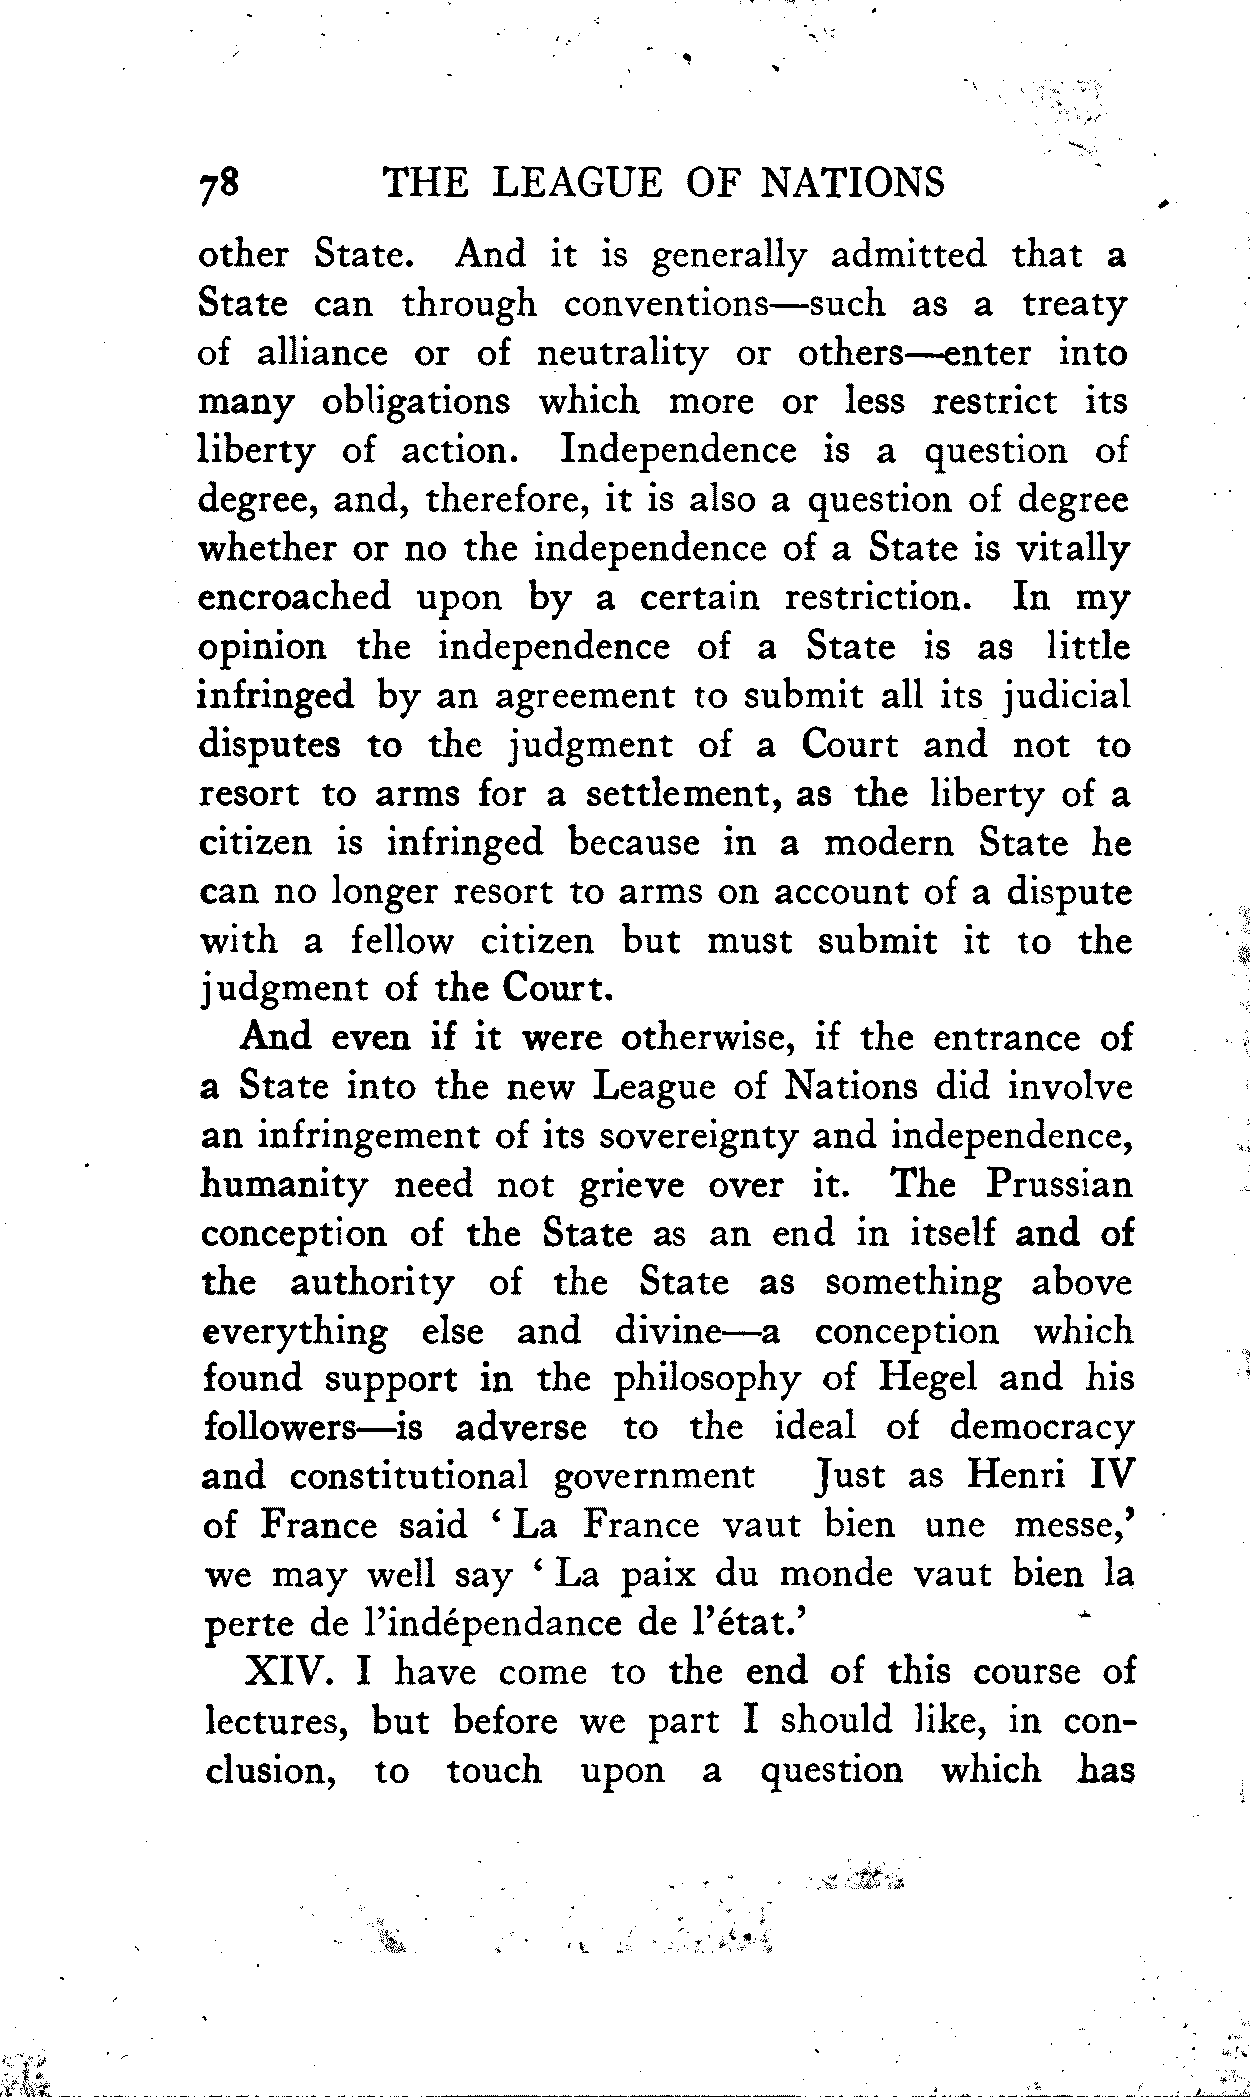 78 THE LEAGUE OF NATIONS
other State. And it is generally admitted that a
State can through conventions—such as a treaty
of alliance or of neutrality or others—enter into
many obligations which more or less restrict its
liberty of action. Independence is a question of
degree, and, therefore, it is also a question of degree
whether or no the independence of a State is vitally
encroached upon by a certain restriction. In my
opinion the independence of a State is as little
infringed by an agreement to submit all its judicial
disputes to the judgment of a Court and not to
resort to arms for a settlement, as the liberty of a
citizen is infringed because in a modern State he
can no longer resort to arms on account of a dispute
with a fellow citizen but must submit it to the
judgment of the Court.
And even if it were otherwise, if the entrance of
a State into the new League of Nations did involve
an infringement of its sovereignty and independence,
humanity need not grieve over it. The Prussian
conception of the State as an end in itself and of
the authority of the State as something above
everything else and divine—a conception which
found support in the philosophy of Hegel and his
followers—is adverse to the ideal of democracy
and constitutional government Just as Henri IV
of France said ‘ La France vaut bien une messe,’
we may well say ‘ La paix du monde vaut bien la
perte de l’indépendance de l’état.’
XIV. I have come to the end of this course of
lectures, but before we part I should like, in con-
clusion, to touch upon a question which has